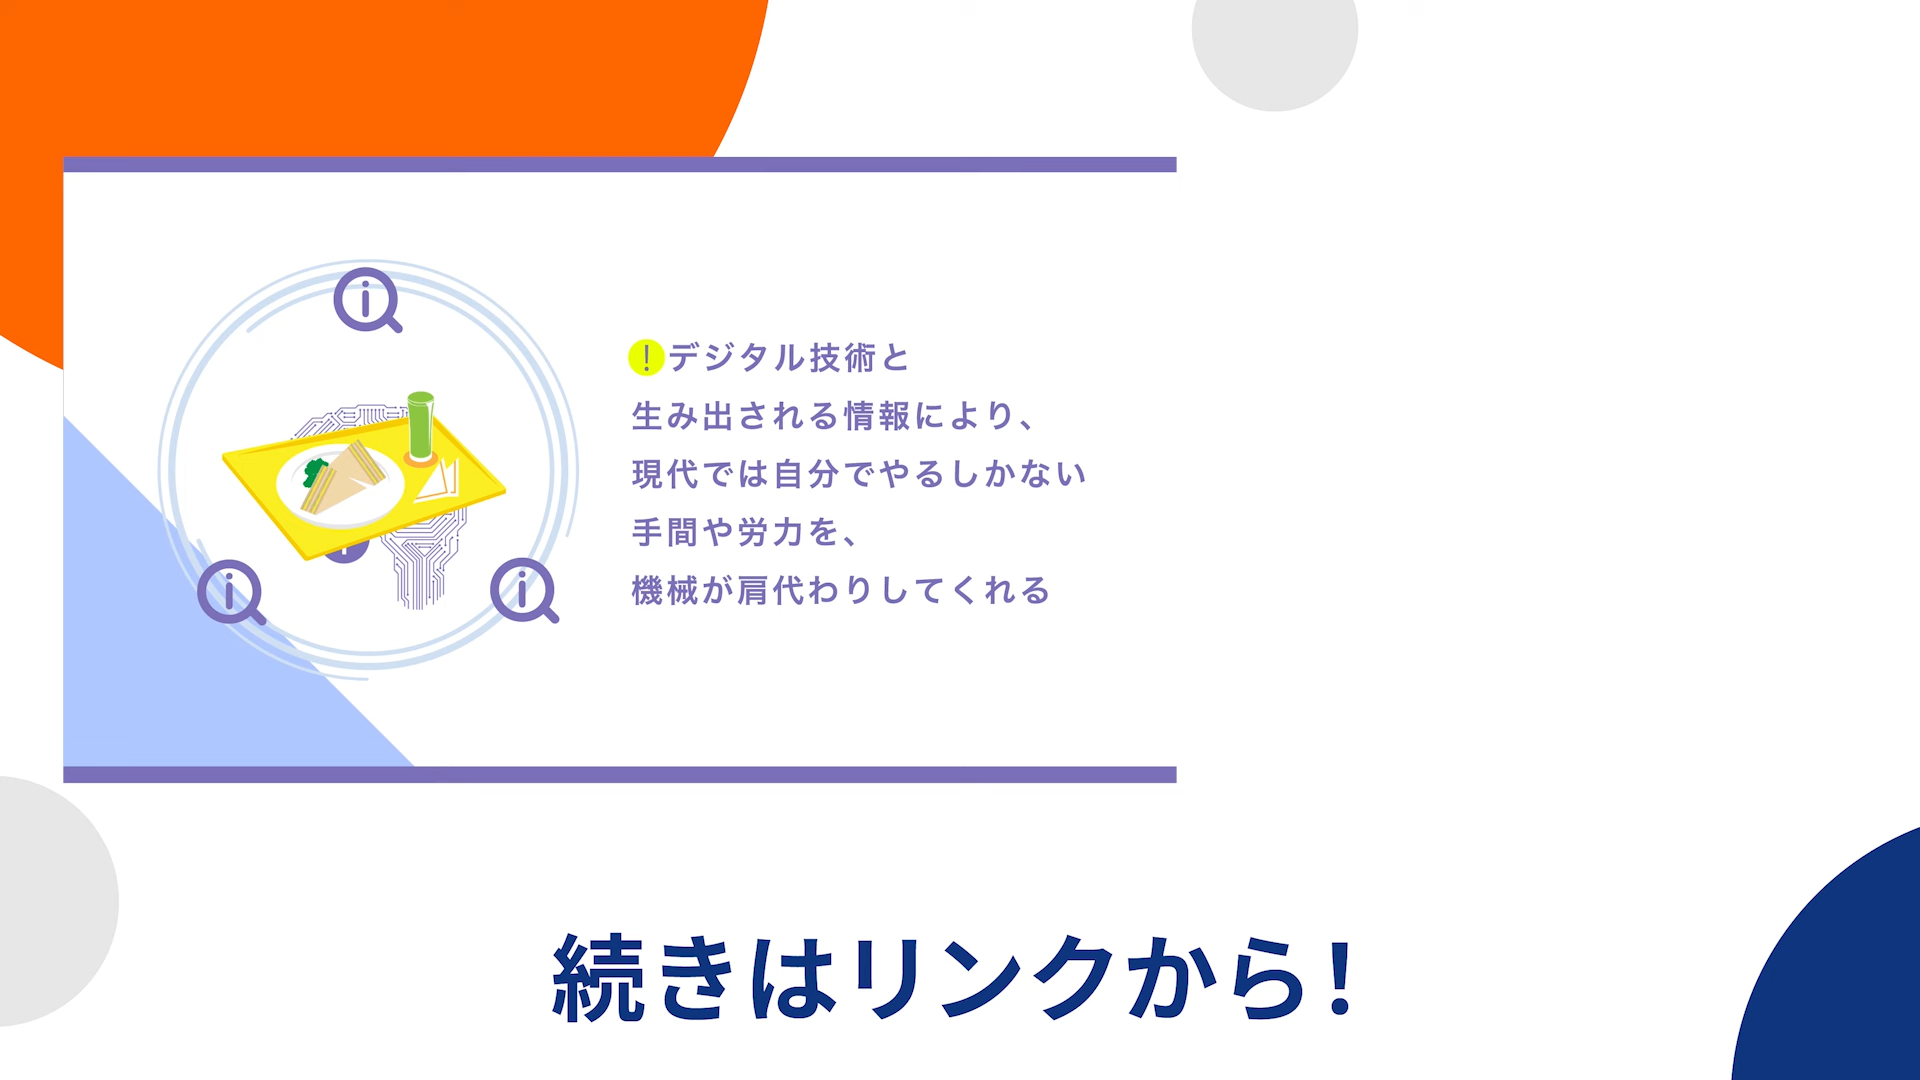 !デジタル技術と
生み出される情報により、
現代では自分でやるしかない
手間や労力を、
機械が肩代わりしてくれる
続きはリンクから!